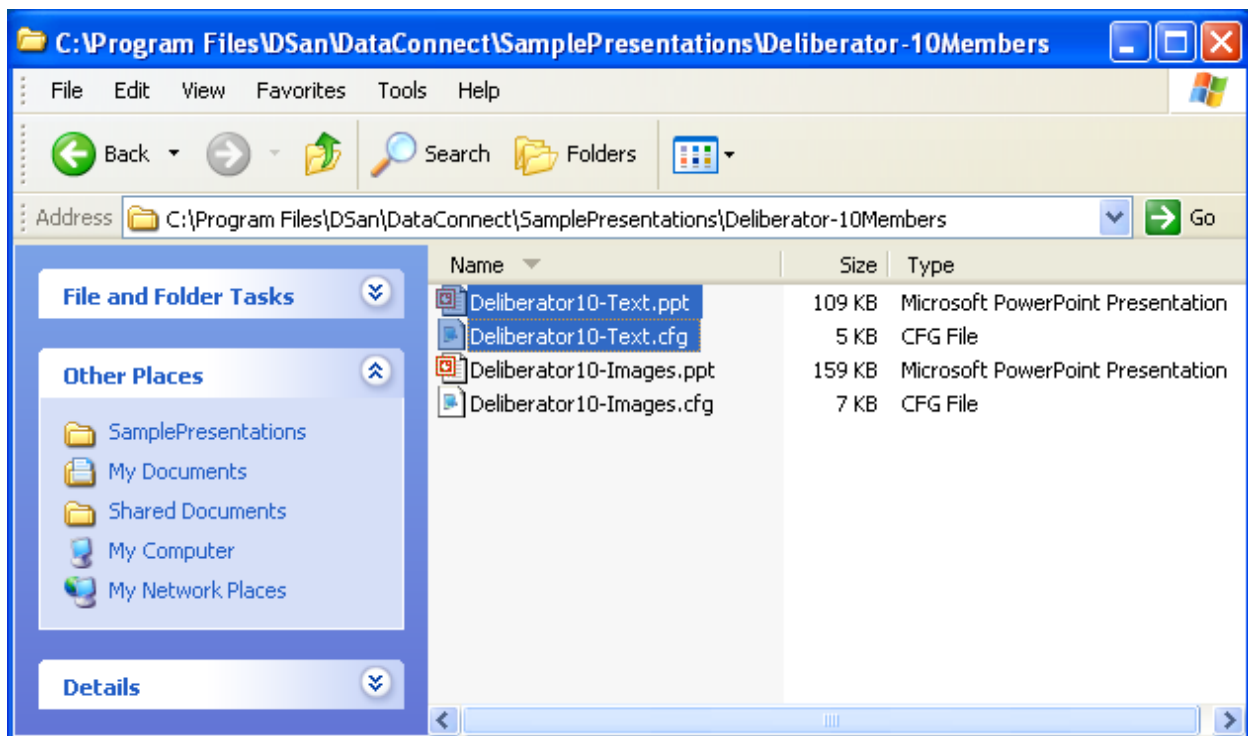 C:\Program Files\DSan\DataConnect\SamplePresentations\Deliberator-10Members
File Edit View Favorites Tools Help
Back Search Folders
Address C:\Program Files\DSan\DataConnect\SamplePresentations\Deliberator-10Members Go
Name Size Type
File and Folder Tasks
Deliberator10-Text.ppt 109 KB Microsoft PowerPoint Presentation
Deliberator10-Text.cfg 5 KB CFG File
Deliberator10-Images.ppt 159 KB Microsoft PowerPoint Presentation
Deliberator10-Images.cfg 7 KB CFG File
Other Places
SamplePresentations
My Documents
Shared Documents
My Computer
My Network Places
Details